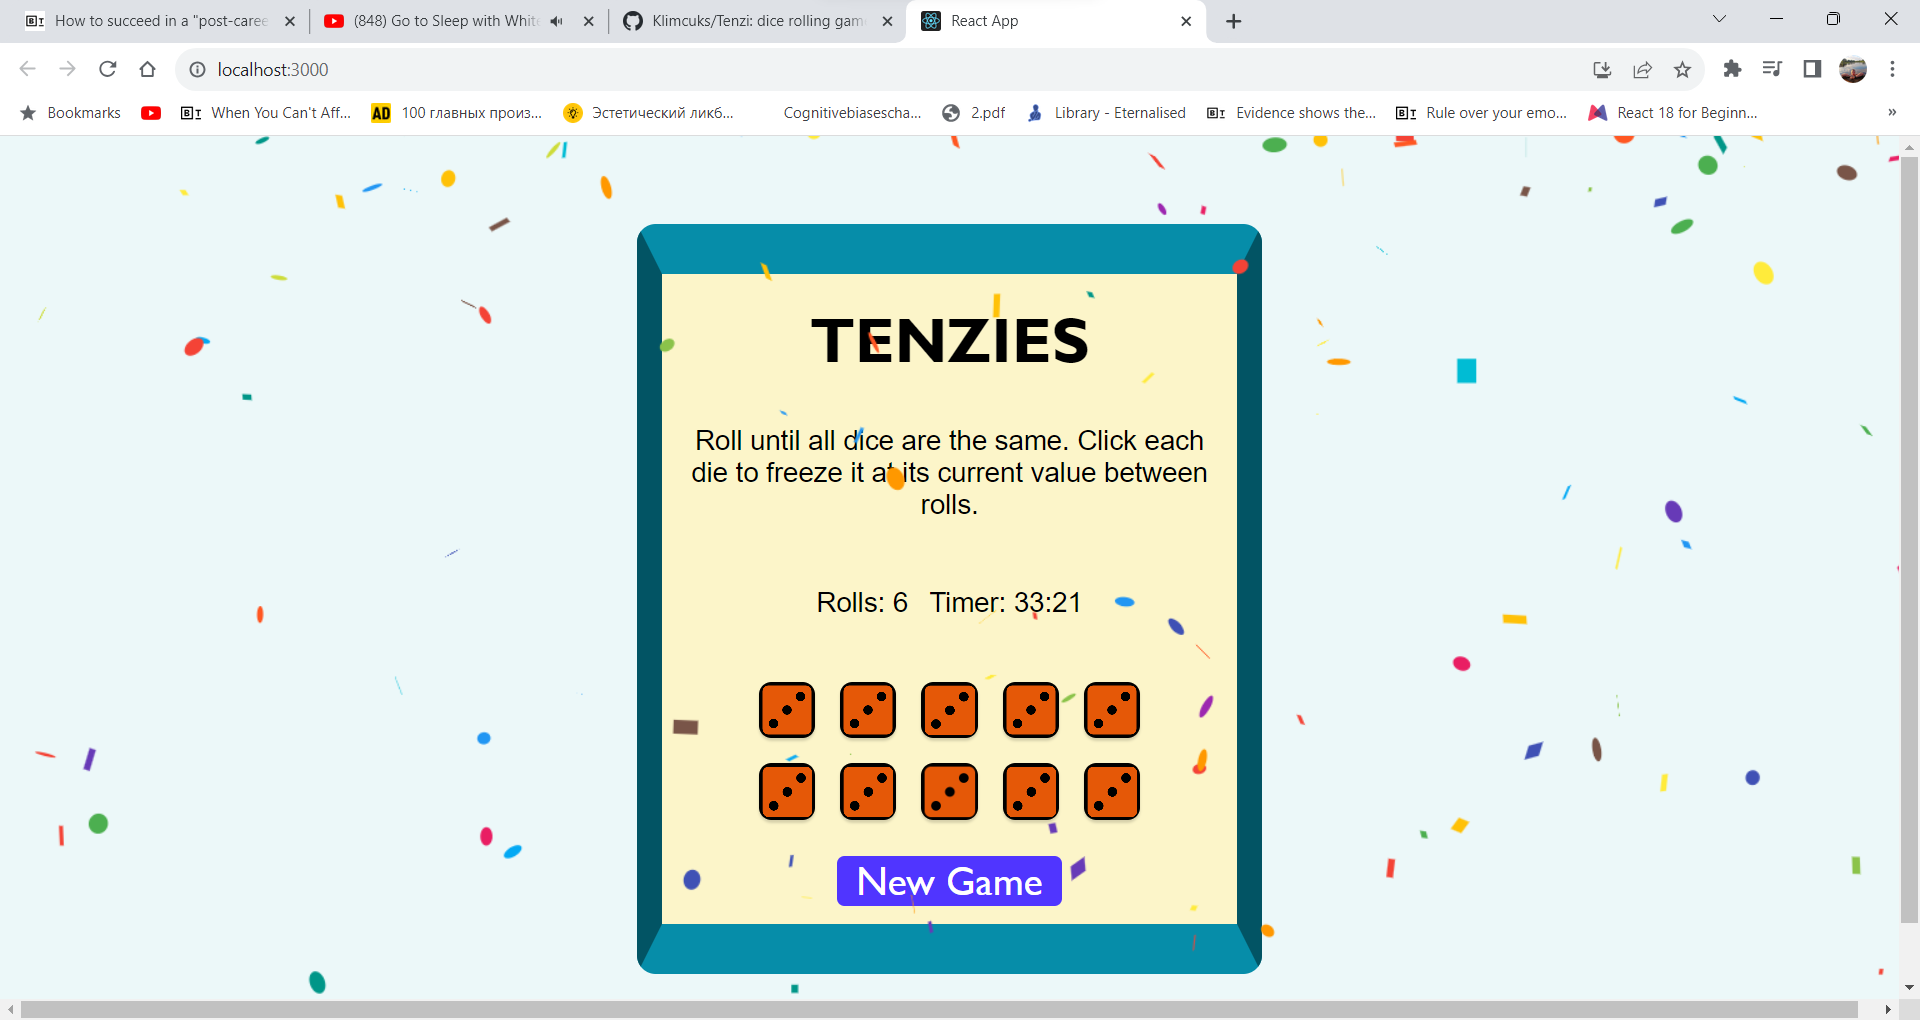 How to succeed in a "post-caree
(848) Go to Sleep with White
Klimcuks/Tenzi: dice rolling gam
React App
localhost:3000
Bookmarks
When You Can't Aff...
100 главных произ...
Эстетический ликб...
Cognitivebiasescha...
2.pdf
Library - Eternalised
Evidence shows the...
Rule over your emo...
React 18 for Beginn...
»
TENZIES
Roll until all dice are the same. Click each
die to freeze it at its current value between
rolls.
Rolls: 6 Timer: 33:21
New Game